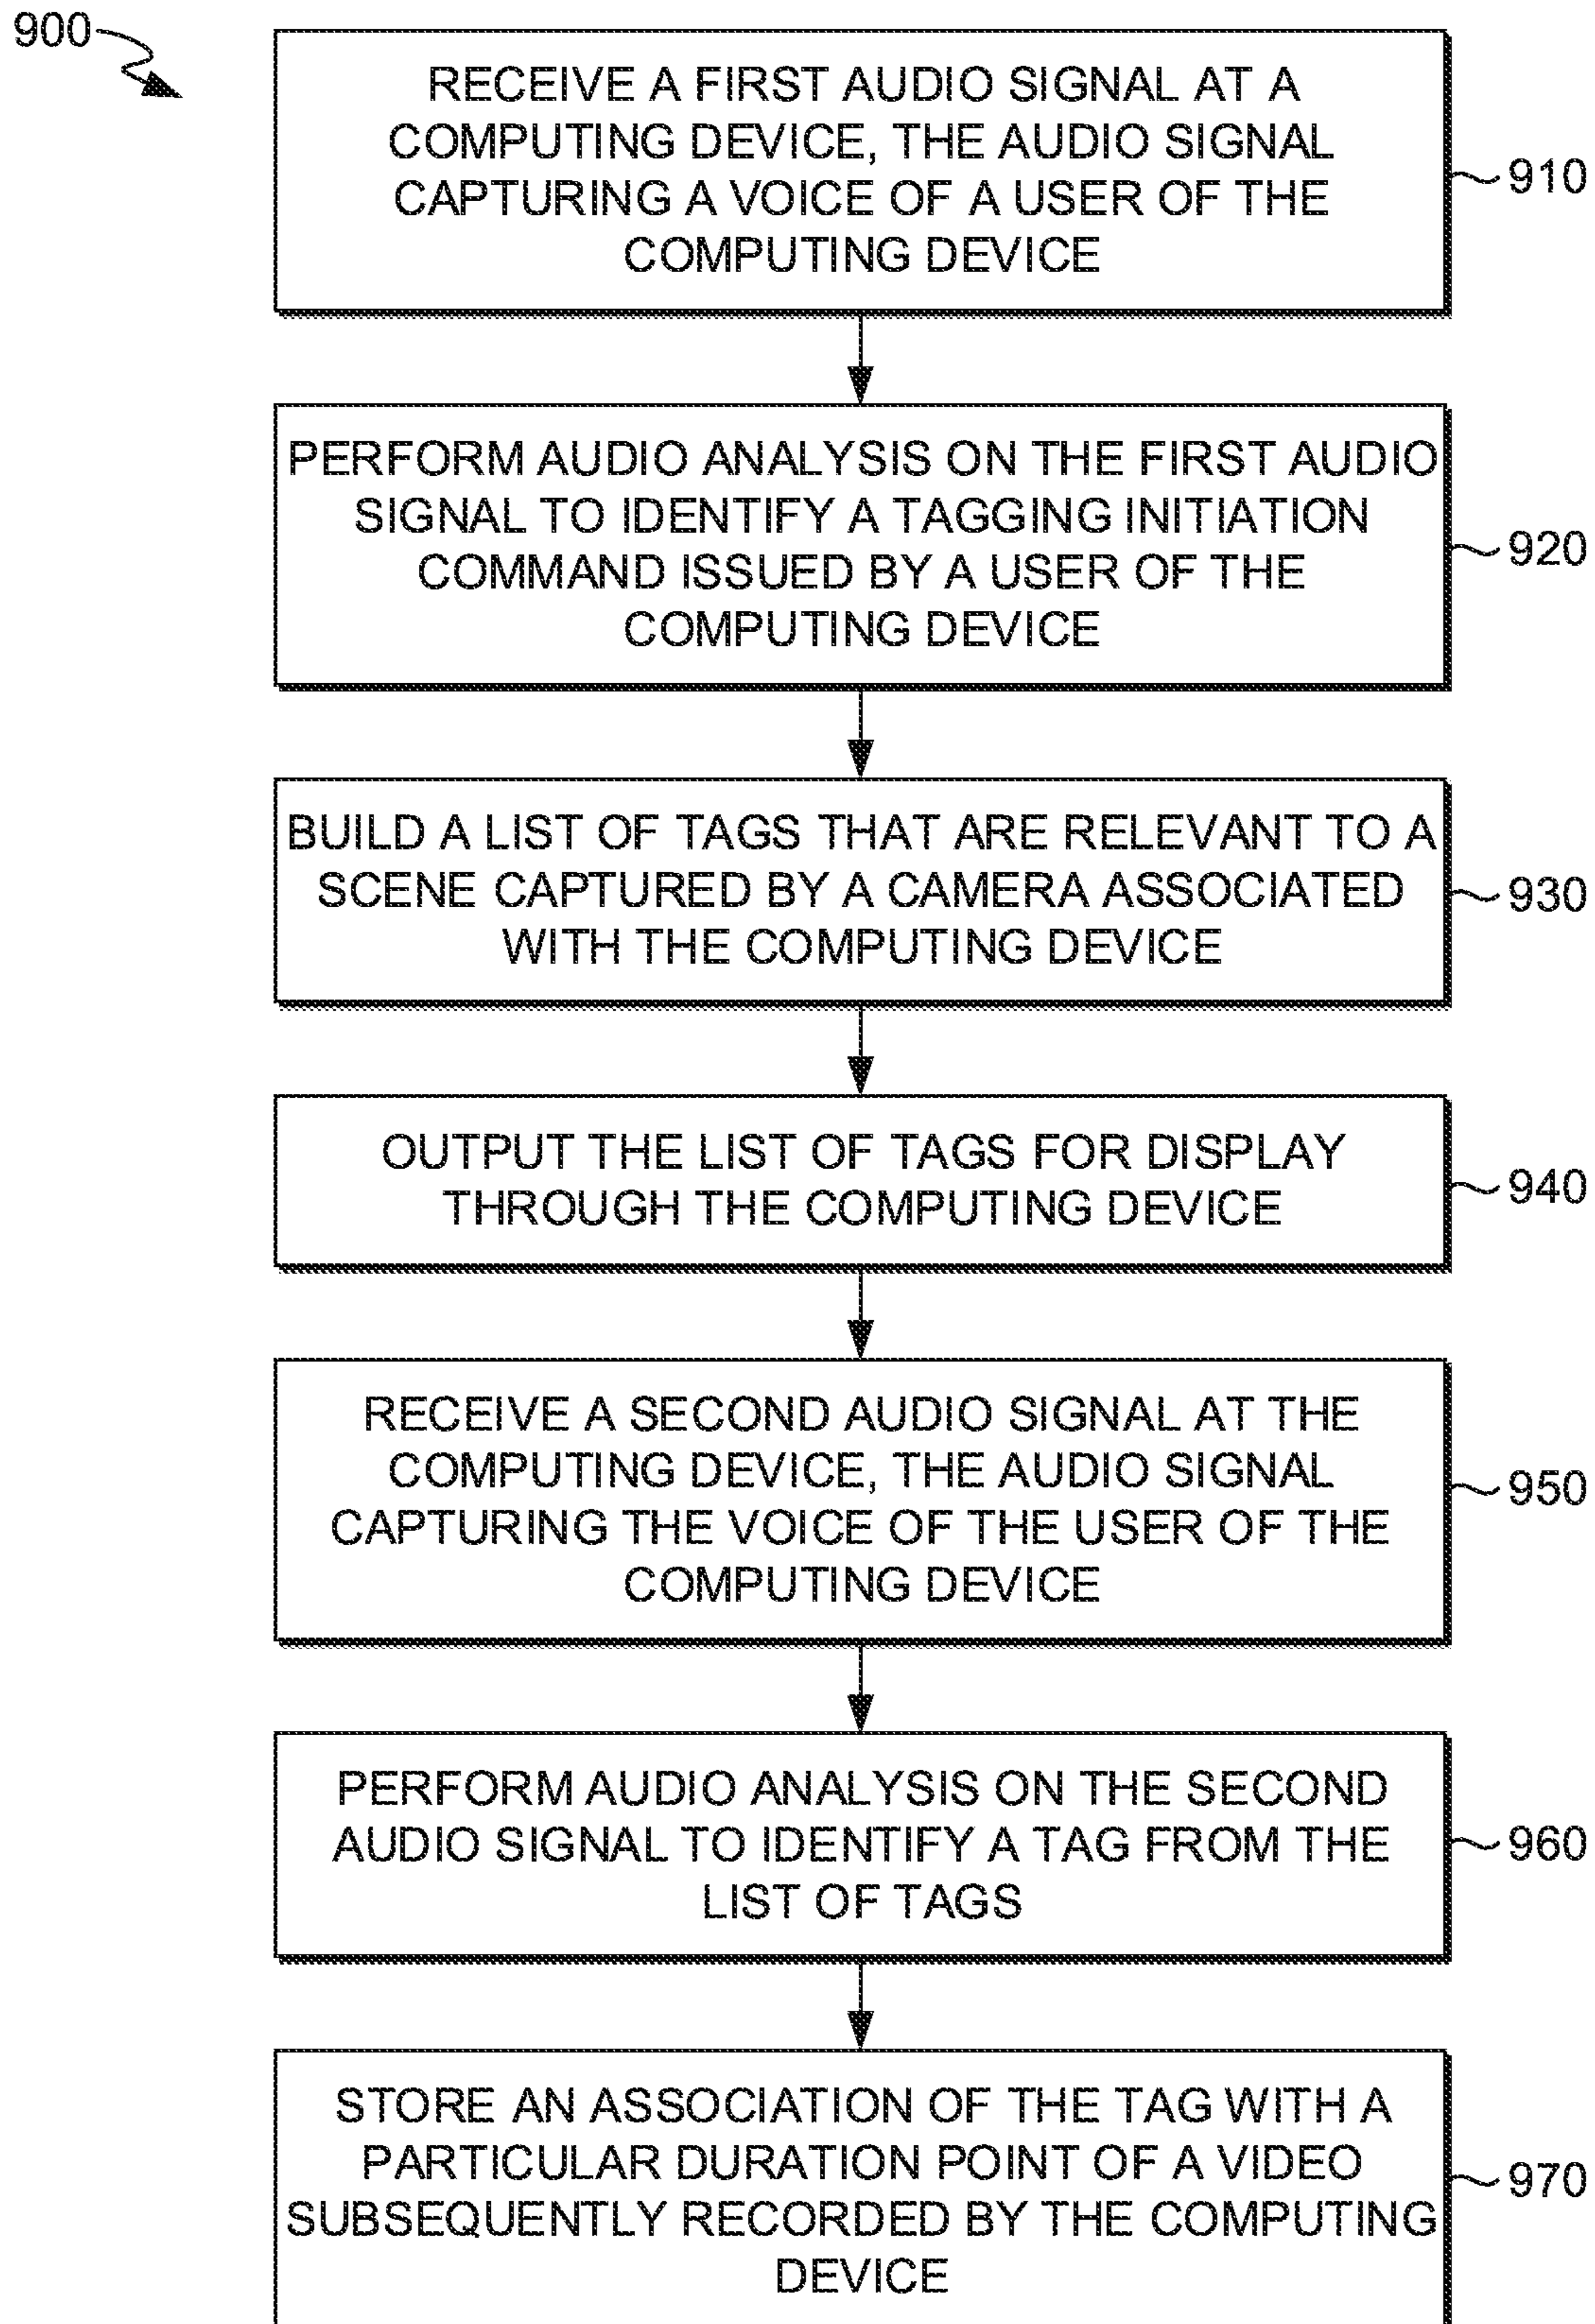 900
RECEIVE A FIRST AUDIO SIGNAL AT A
COMPUTING DEVICE, THE AUDIO SIGNAL
CAPTURING A VOICE OF A USER OF THE
COMPUTING DEVICE
910
PERFORM AUDIO ANALYSIS ON THE FIRST AUDIO
SIGNAL TO IDENTIFY A TAGGING INITIATION
COMMAND ISSUED BY A USER OF THE
COMPUTING DEVICE
920
BUILD A LIST OF TAGS THAT ARE RELEVANT TO A
SCENE CAPTURED BY A CAMERA ASSOCIATED
WITH THE COMPUTING DEVICE
930
OUTPUT THE LIST OF TAGS FOR DISPLAY
THROUGH THE COMPUTING DEVICE
940
RECEIVE A SECOND AUDIO SIGNAL AT THE
COMPUTING DEVICE, THE AUDIO SIGNAL
CAPTURING THE VOICE OF THE USER OF THE
COMPUTING DEVICE
950
PERFORM AUDIO ANALYSIS ON THE SECOND
AUDIO SIGNAL TO IDENTIFY A TAG FROM THE
LIST OF TAGS
960
STORE AN ASSOCIATION OF THE TAG WITH A
PARTICULAR DURATION POINT OF A VIDEO
SUBSEQUENTLY RECORDED BY THE COMPUTING
DEVICE
970